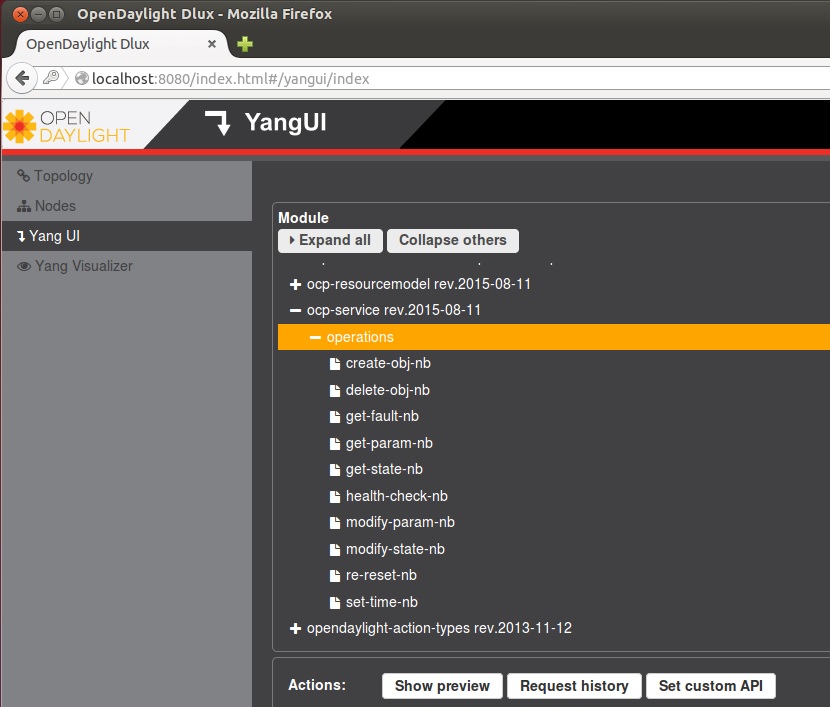 OpenDaylight Dlux - Mozilla Firefox
OpenDaylight Dlux
localhost:8080/index.html#/yangui/index
OPEN
DAYLIGHT
YangUI
Topology
Nodes
Yang UI
Yang Visualizer
Module
Expand all
Collapse others
ocp-resourcemodel rev.2015-08-11
ocp-service rev.2015-08-11
operations
create-obj-nb
delete-obj-nb
get-fault-nb
get-param-nb
get-state-nb
health-check-nb
modify-param-nb
modify-state-nb
re-reset-nb
set-time-nb
opendaylight-action-types rev.2013-11-12
Actions:
Show preview
Request history
Set custom API